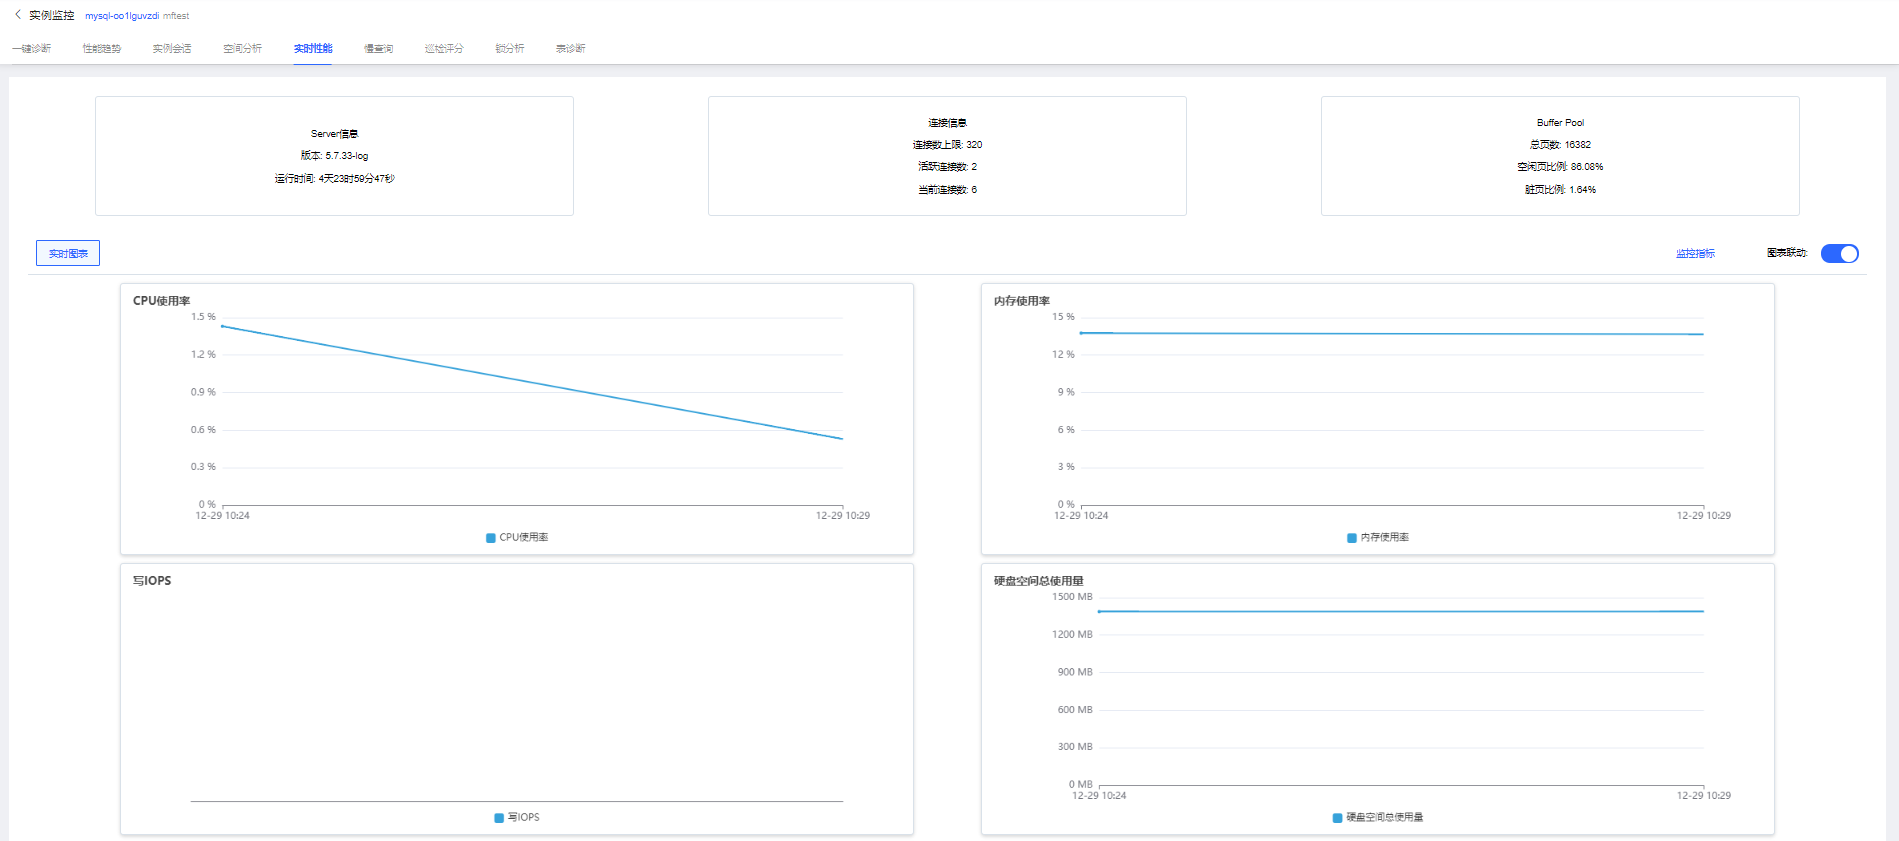 实例监控 mysql-oo1lguvzdi mftest
一键诊断 性能趋势 实例会话 空间分析 实时性能 慢查询 巡检评分 锁分析 表诊断
Server信息
版本: 5.7.33-log
运行时间: 4天23时59分47秒
连接信息
连接数上限: 320
活跃连接数: 2
当前连接数: 6
Buffer Pool
总页数: 16382
空闲页比例: 86.08%
脏页比例: 1.64%
实时图表 监控指标 图表联动:
CPU使用率
1.5 %
1.2 %
0.9 %
0.6 %
0.3 %
0 %
12-29 10:24 12-29 10:29
CPU使用率
内存使用率
15 %
12 %
9 %
6 %
3 %
0 %
12-29 10:24 12-29 10:29
内存使用率
写IOPS
写IOPS
硬盘空间总使用量
1500 MB
1200 MB
900 MB
600 MB
300 MB
0 MB
12-29 10:24 12-29 10:29
硬盘空间总使用量